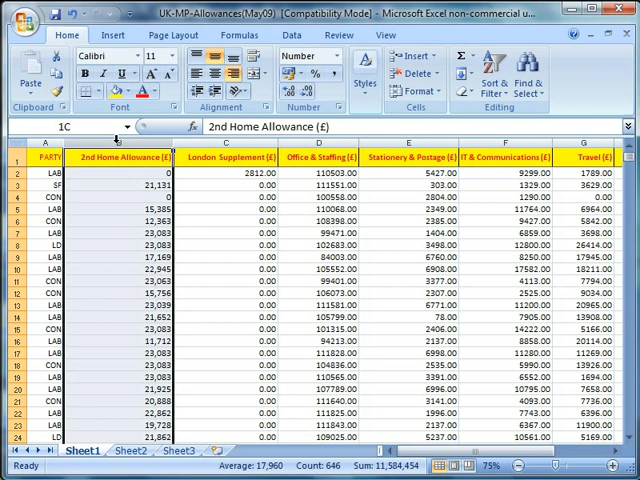 UK-MP-Allowances(May09) [Compatibility Mode] - Microsoft Excel non-commercial u...
Home Insert Page Layout Formulas Data Review View
Calibri 11 Number
Paste Styles Insert Delete Format Sort & Filter Find & Select
Clipboard Font Alignment Number Cells Editing
1C fx 2nd Home Allowance (£)
A B C D E F G
1 PARTY 2nd Home Allowance (£) London Supplement (£) Office & Staffing (£) Stationery & Postage (£) IT & Communications (£) Travel (£)
2 LAB 0 2812.00 110503.00 5427.00 9299.00 1789.00
3 SF 21,131 0.00 111551.00 303.00 1329.00 3629.00
4 CON 0 0.00 100558.00 2804.00 1290.00 0.00
5 LAB 15,385 0.00 110068.00 2349.00 11764.00 6964.00
6 CON 12,363 0.00 108398.00 2317.00 9427.00 5842.00
7 LAB 23,083 0.00 99471.00 1404.00 6859.00 3698.00
8 LD 23,083 0.00 102683.00 3498.00 12800.00 26414.00
9 LAB 17,169 0.00 84003.00 6760.00 8250.00 17945.00
10 LAB 22,945 0.00 105552.00 6908.00 17582.00 18211.00
11 CON 23,063 0.00 99401.00 3377.00 4113.00 7794.00
12 CON 15,756 0.00 106073.00 2307.00 2525.00 9034.00
13 LAB 23,039 0.00 111581.00 6771.00 11200.00 20965.00
14 LAB 21,652 0.00 105799.00 78.00 7905.00 13908.00
15 CON 23,083 0.00 101315.00 2406.00 14222.00 5166.00
16 LAB 11,712 0.00 94213.00 2137.00 8858.00 20114.00
17 LAB 23,083 0.00 111828.00 6998.00 11280.00 11269.00
18 CON 23,083 0.00 104836.00 2535.00 5990.00 13926.00
19 LAB 23,083 0.00 110565.00 3391.00 6552.00 1694.00
20 LAB 21,925 0.00 107789.00 6996.00 10795.00 7658.00
21 CON 20,888 0.00 111640.00 3141.00 4093.00 7736.00
22 LAB 22,862 0.00 111825.00 1996.00 7743.00 6396.00
23 LAB 19,728 0.00 111843.00 2137.00 6367.00 11900.00
24 LD 21,862 0.00 109025.00 5237.00 10561.00 5169.00
Sheet1 Sheet2 Sheet3
Ready Average: 17,960 Count: 646 Sum: 11,584,454 75%